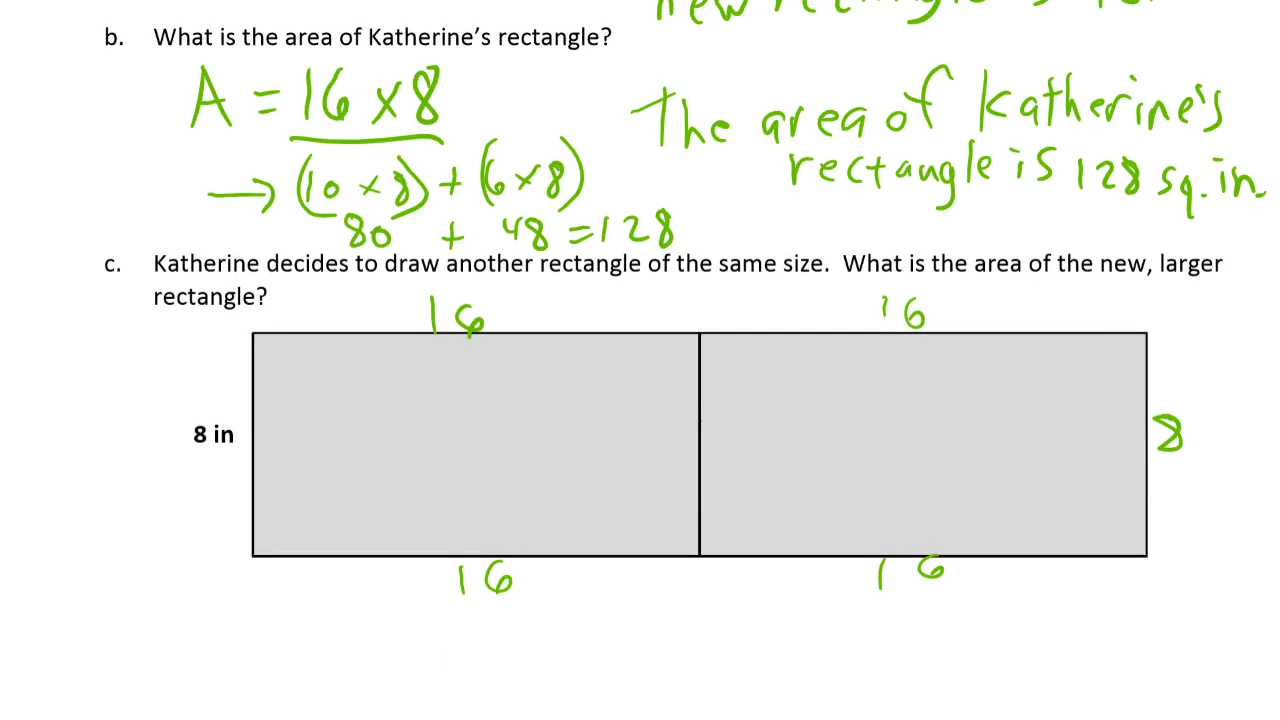 new rectangle
b. What is the area of Katherine's rectangle?
A = 16 × 8
→ (10 × 8) + (6 × 8)
80 + 48 = 128
The area of Katherine's
rectangle is 128 sq. in.
c. Katherine decides to draw another rectangle of the same size. What is the area of the new, larger
rectangle?
16 16
8 in 8
16 16